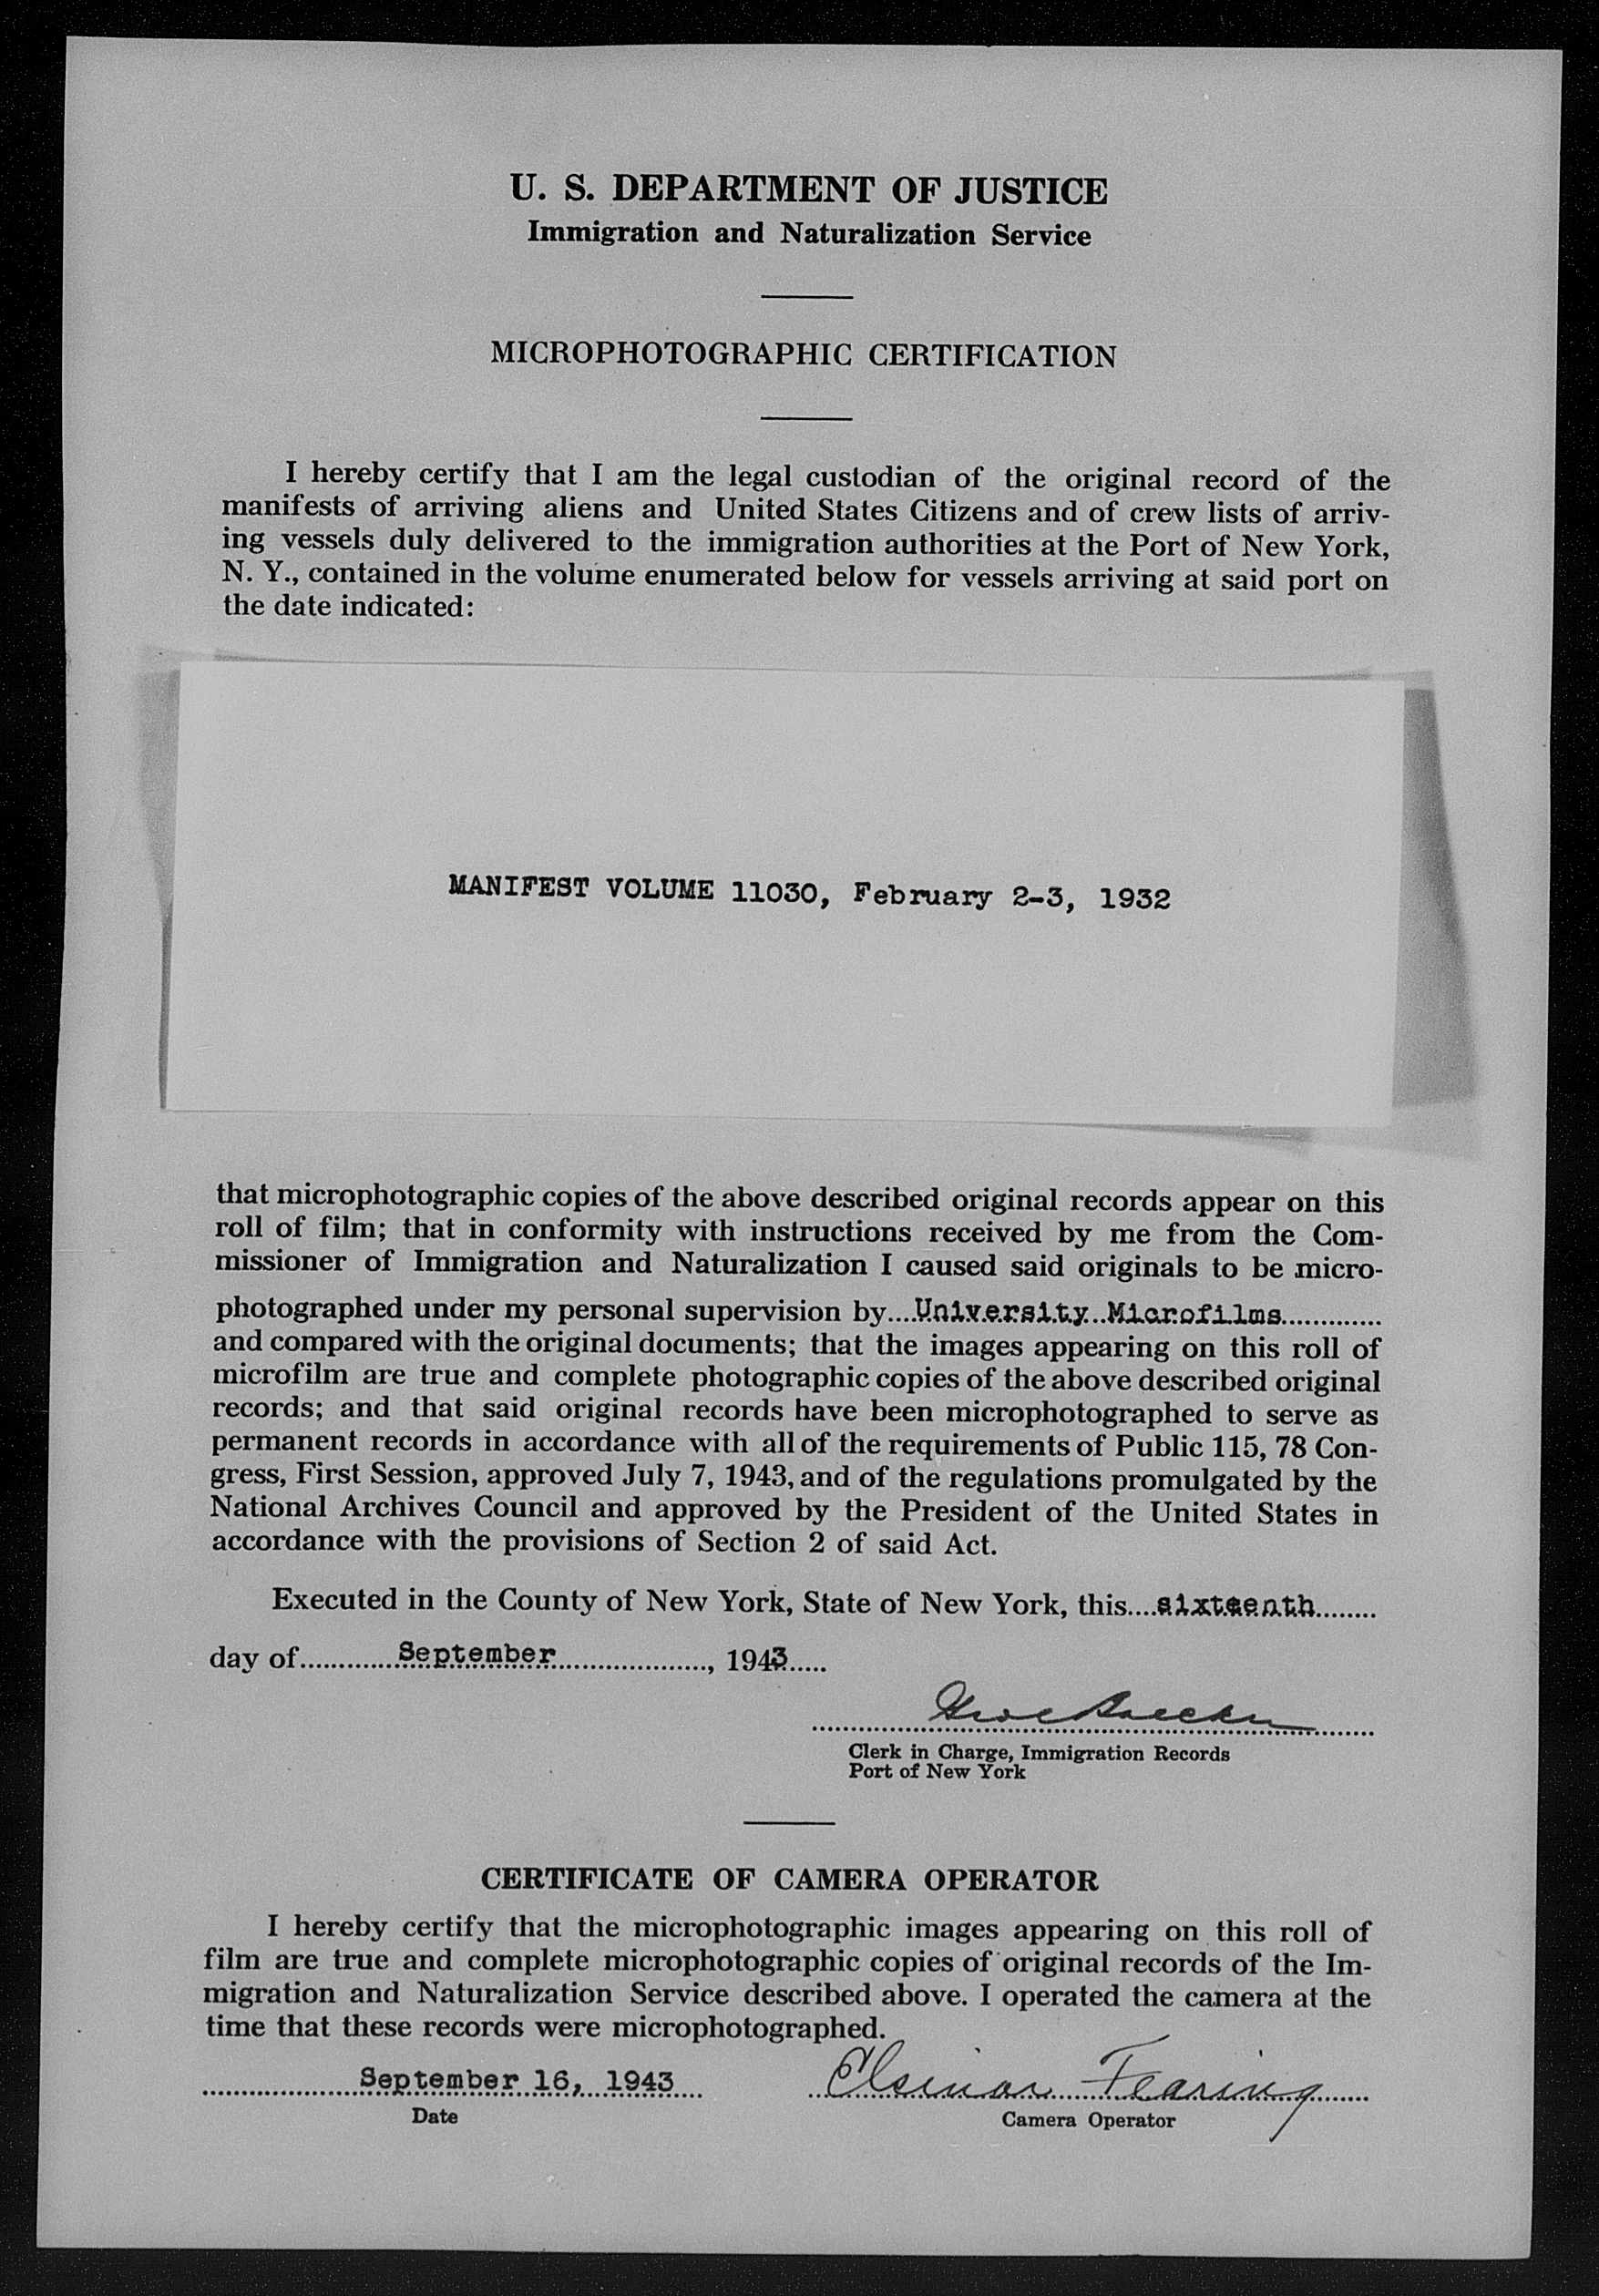 U. S. DEPARTMENT OF JUSTICE
Immigration and Naturalization Service
MICROPHOTOGRAPHIC CERTIFICATION
I hereby certify that I am the legal custodian of the original record of the
manifests of arriving aliens and United States Citizens and of crew lists of arriv-
ing vessels duly delivered to the immigration authorities at the Port of New York,
N. Y., contained in the volume enumerated below for vessels arriving at said port on
the date indicated:
MANIFEST VOLUME 11030, February 2-3, 1932
that microphotographic copies of the above described original records appear on this
roll of film; that in conformity with instructions received by me from the Com-
missioner of Immigration and Naturalization I caused said originals to be micro-
photographed under my personal supervision by....University Microfilms.............
and compared with the original documents; that the images appearing on this roll of
microfilm are true and complete photographic copies of the above described original
records; and that said original records have been microphotographed to serve as
permanent records in accordance with all of the requirements of Public 115, 78 Con-
gress, First Session, approved July 7, 1943, and of the regulations promulgated by the
National Archives Council and approved by the President of the United States in
accordance with the provisions of Section 2 of said Act.
Executed in the County of New York, State of New York, this....sixteenth........
day of.............September....................., 1943......
Clerk in Charge, Immigration Records
Port of New York
CERTIFICATE OF CAMERA OPERATOR
I hereby certify that the microphotographic images appearing on this roll of
film are true and complete microphotographic copies of original records of the Im-
migration and Naturalization Service described above. I operated the camera at the
time that these records were microphotographed.
September 16, 1943 Elsinor Fearing
Date
Camera Operator